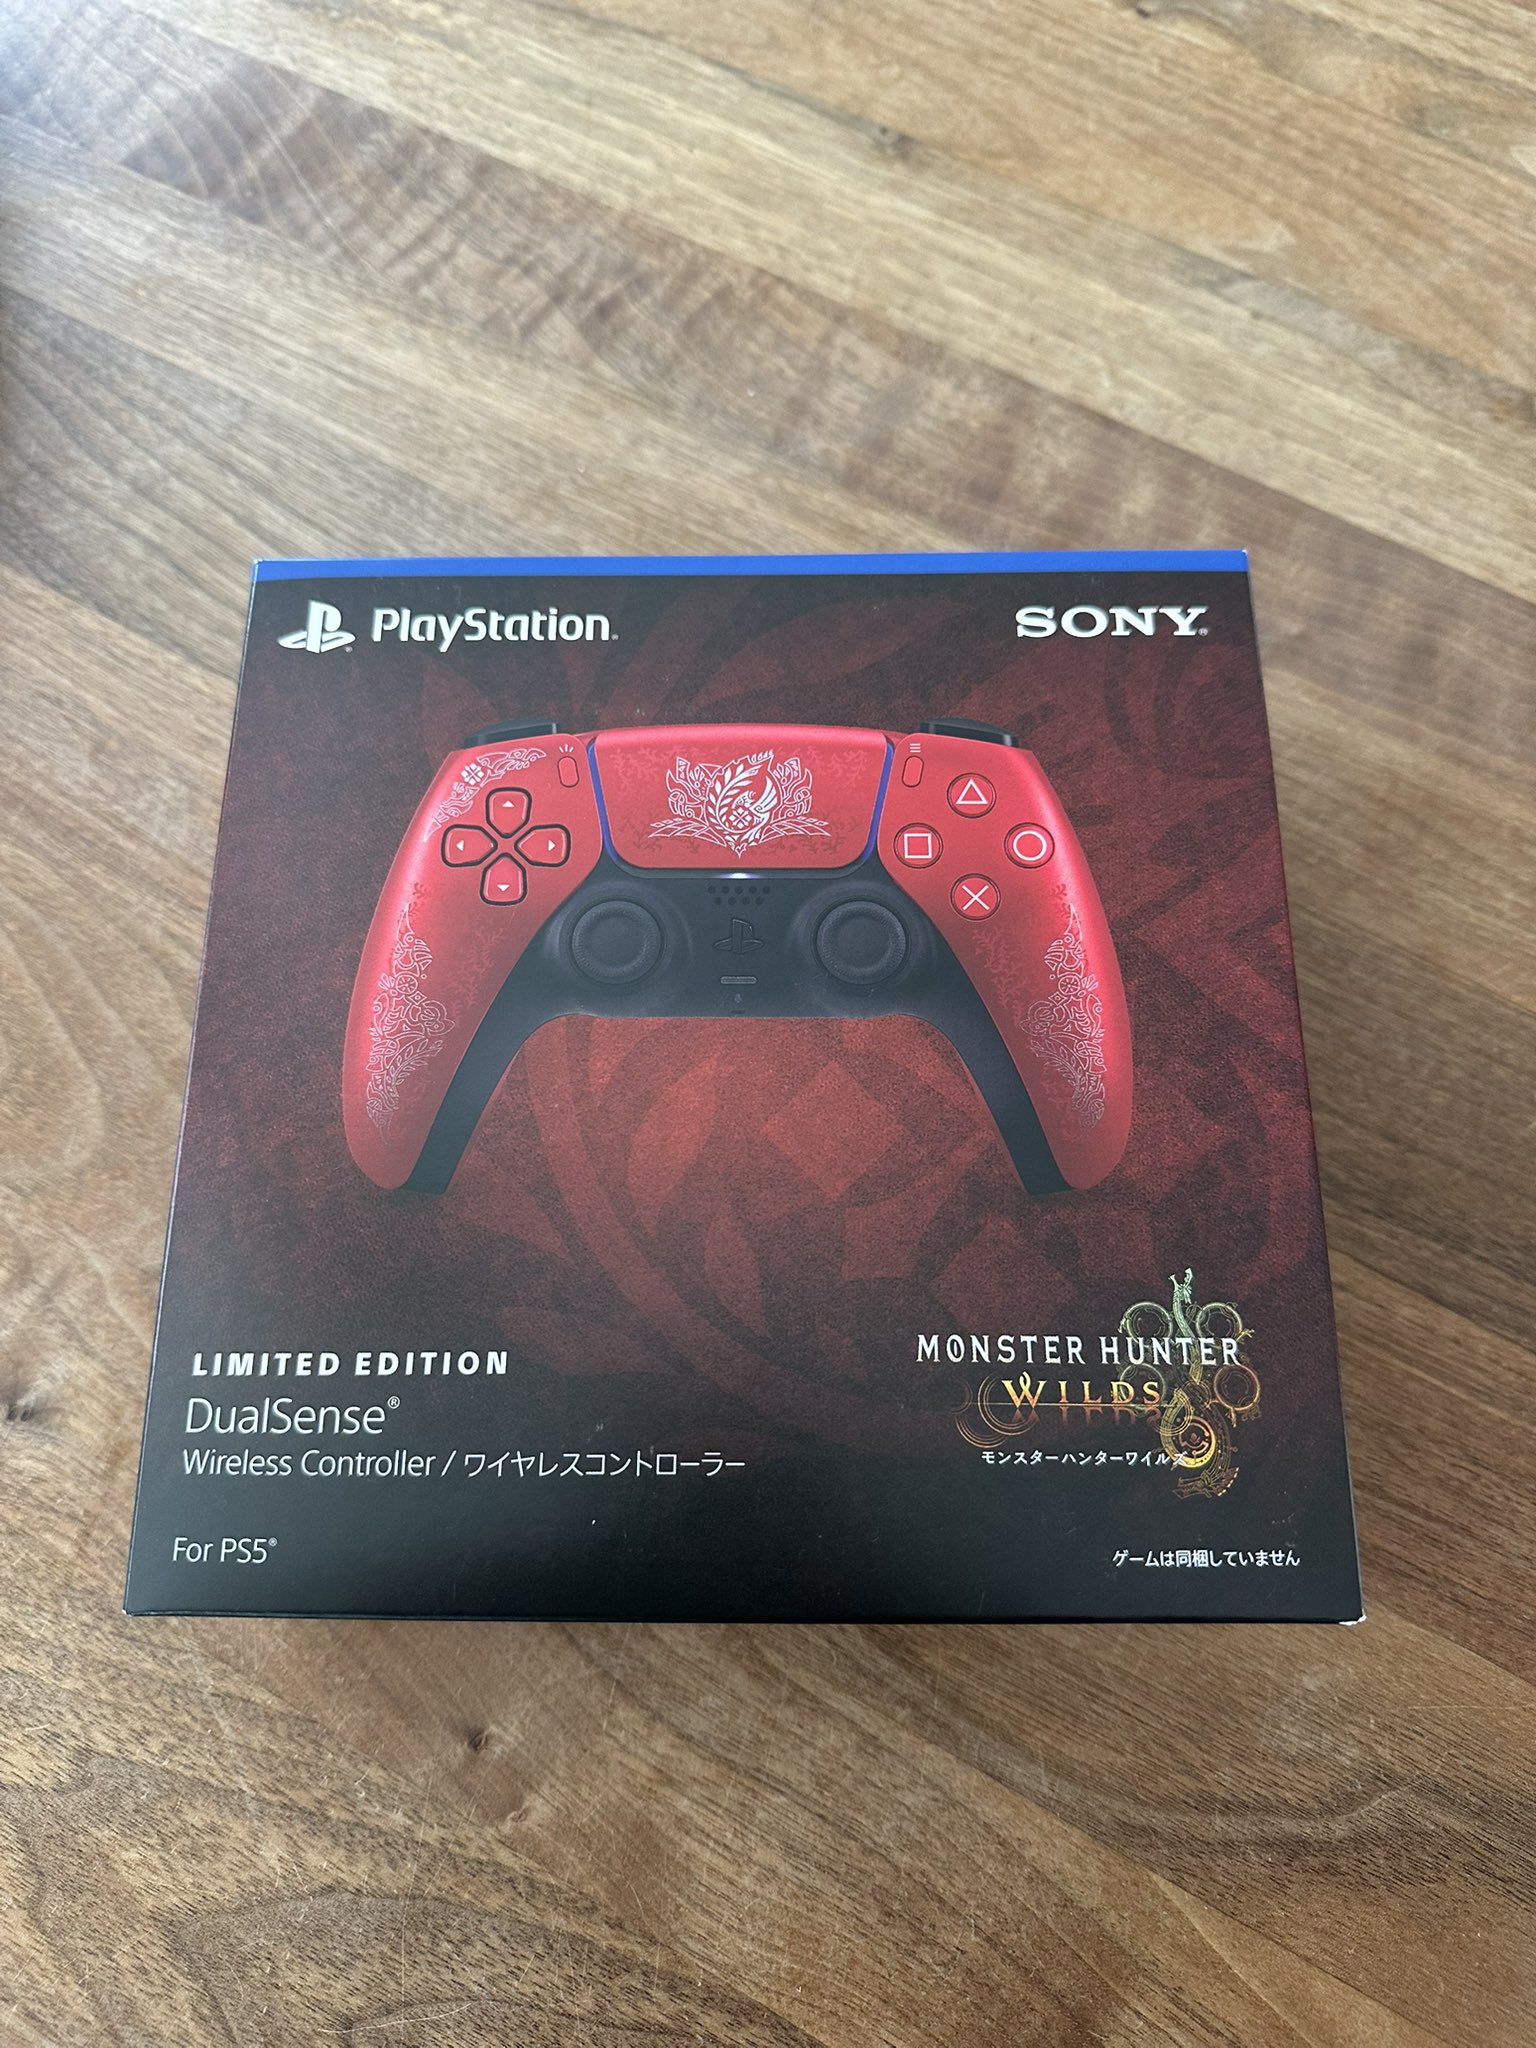 PlayStation®
SONY®
LIMITED EDITION
DualSense®
Wireless Controller / ワイヤレスコントローラー
For PS5®
MONSTER HUNTER
WILDS
モンスターハンターワイルズ
ゲームは同梱していません